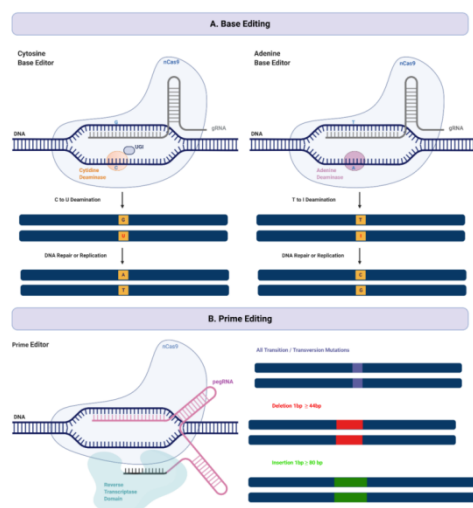 A. Base Editing
Cytosine
Base Editor
nCas9
gRNA
DNA
G
UGI
C
Cytidine
Deaminase
C to U Deamination
G
U
DNA Repair or Replication
A
T
Adenine
Base Editor
nCas9
gRNA
DNA
T
A
Adenine
Deaminase
T to I Deamination
T
I
DNA Repair or Replication
C
G
B. Prime Editing
Prime Editor
nCas9
pegRNA
DNA
Reverse
Transcriptase
Domain
All Transition / Transversion Mutations
Deletion 1bp ≥ 44bp
Insertion 1bp ≥ 80 bp